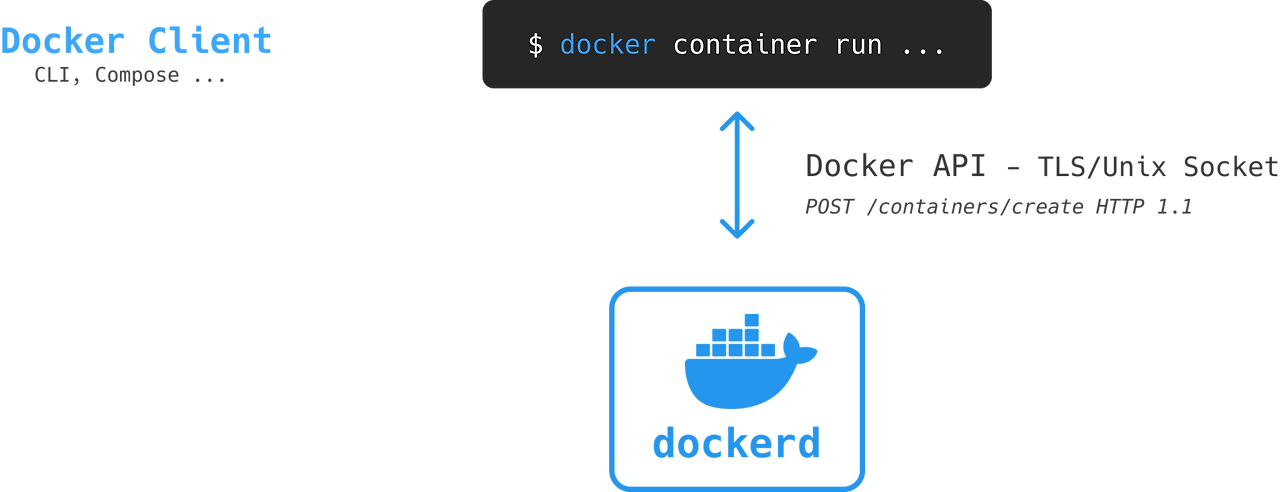 Docker Client
CLI, Compose ...
$ docker container run ...
Docker API - TLS/Unix Socket
POST /containers/create HTTP 1.1
dockerd